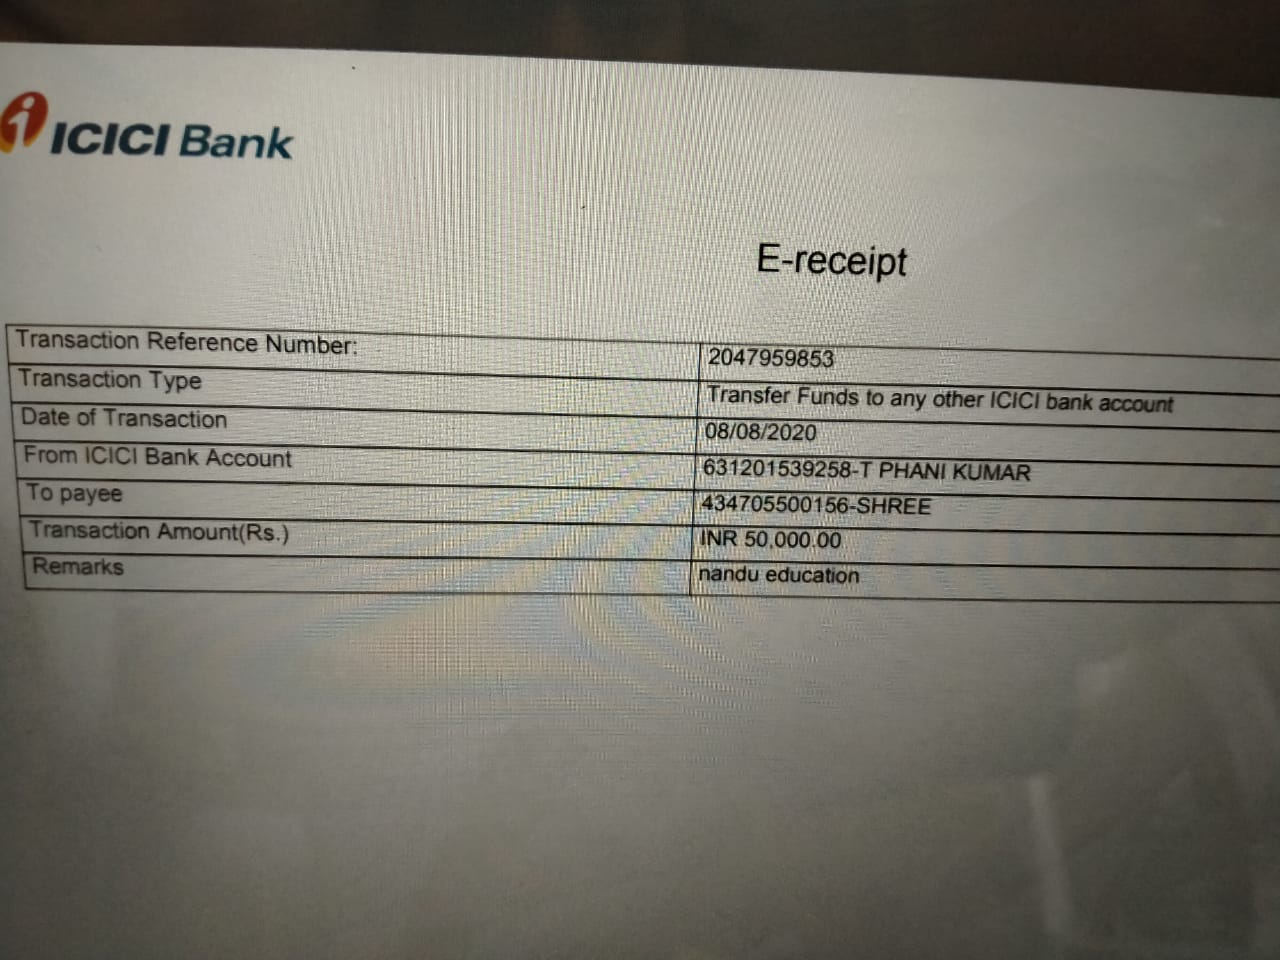 ICICI Bank
E-receipt
Transaction Reference Number: 2047959853
Transaction Type Transfer Funds to any other ICICI bank account
Date of Transaction 08/08/2020
From ICICI Bank Account 631201539258-T PHANI KUMAR
To payee 434705500156-SHREE
Transaction Amount(Rs.) INR 50,000.00
Remarks nandu education